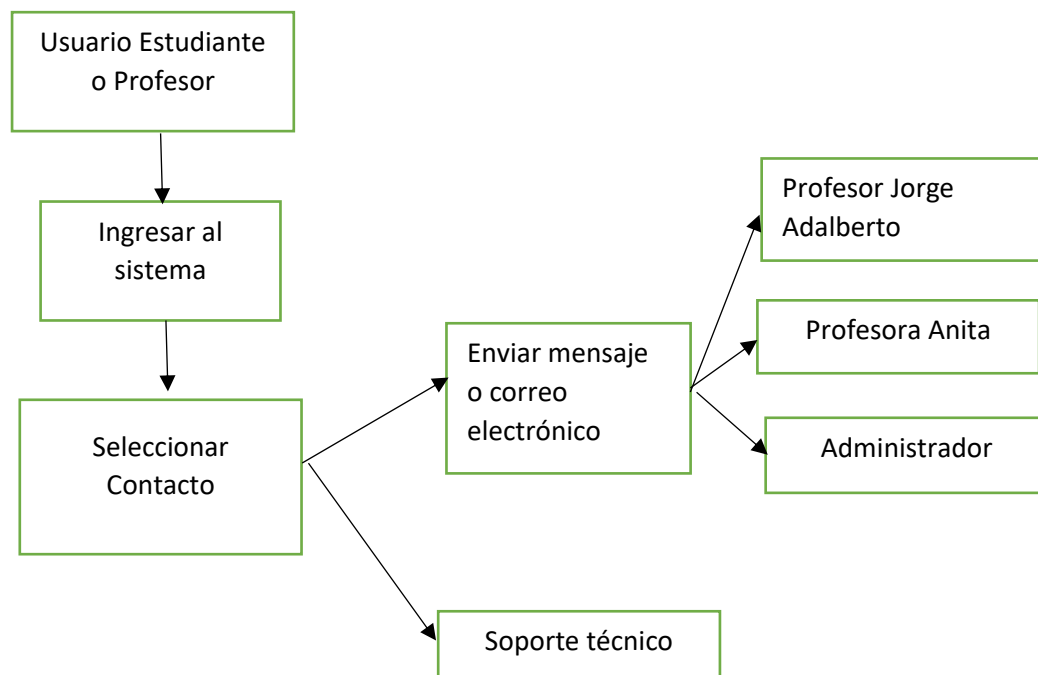 Usuario Estudiante
o Profesor
Ingresar al
sistema
Seleccionar
Contacto
Enviar mensaje
o correo
electrónico
Soporte técnico
Profesor Jorge
Adalberto
Profesora Anita
Administrador